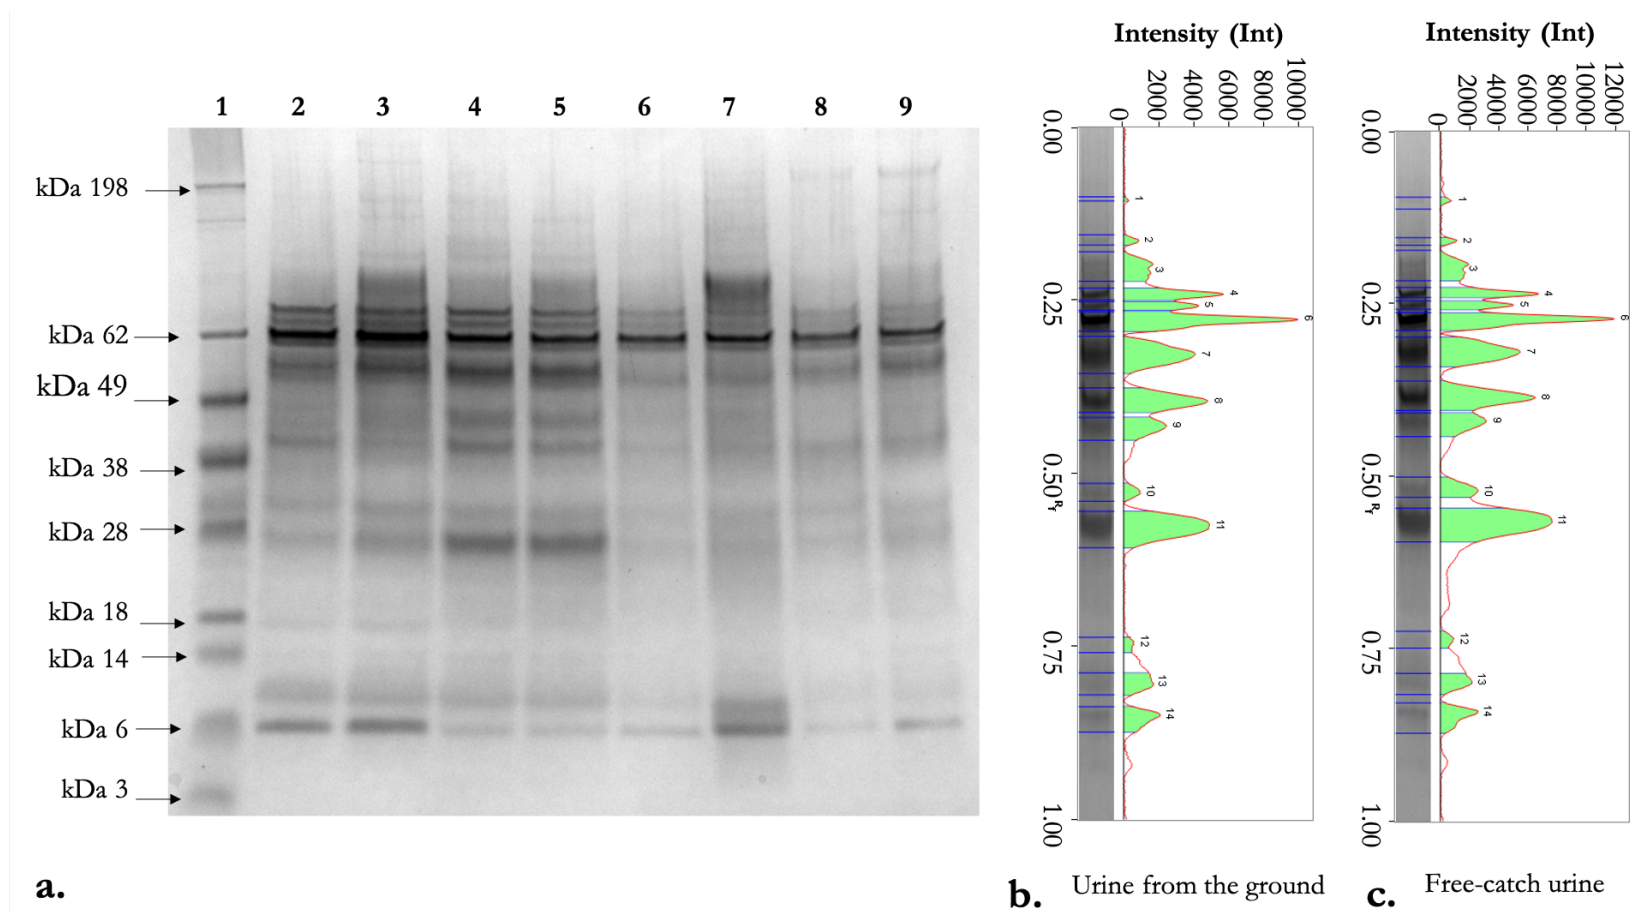 1 2 3 4 5 6 7 8 9
kDa 198
kDa 62
kDa 49
kDa 38
kDa 28
kDa 18
kDa 14
kDa 6
kDa 3
a.
Intensity (Int)
0 2000 4000 6000 8000 10000
0.00
0.25
0.50
0.75
1.00
Rf
1
2
3
4
5
6
7
8
9
10
11
12
13
14
b. Urine from the ground
Intensity (Int)
0 2000 4000 6000 8000 10000 12000
0.00
0.25
0.50
0.75
1.00
Rf
1
2
3
4
5
6
7
8
9
10
11
12
13
14
c. Free-catch urine